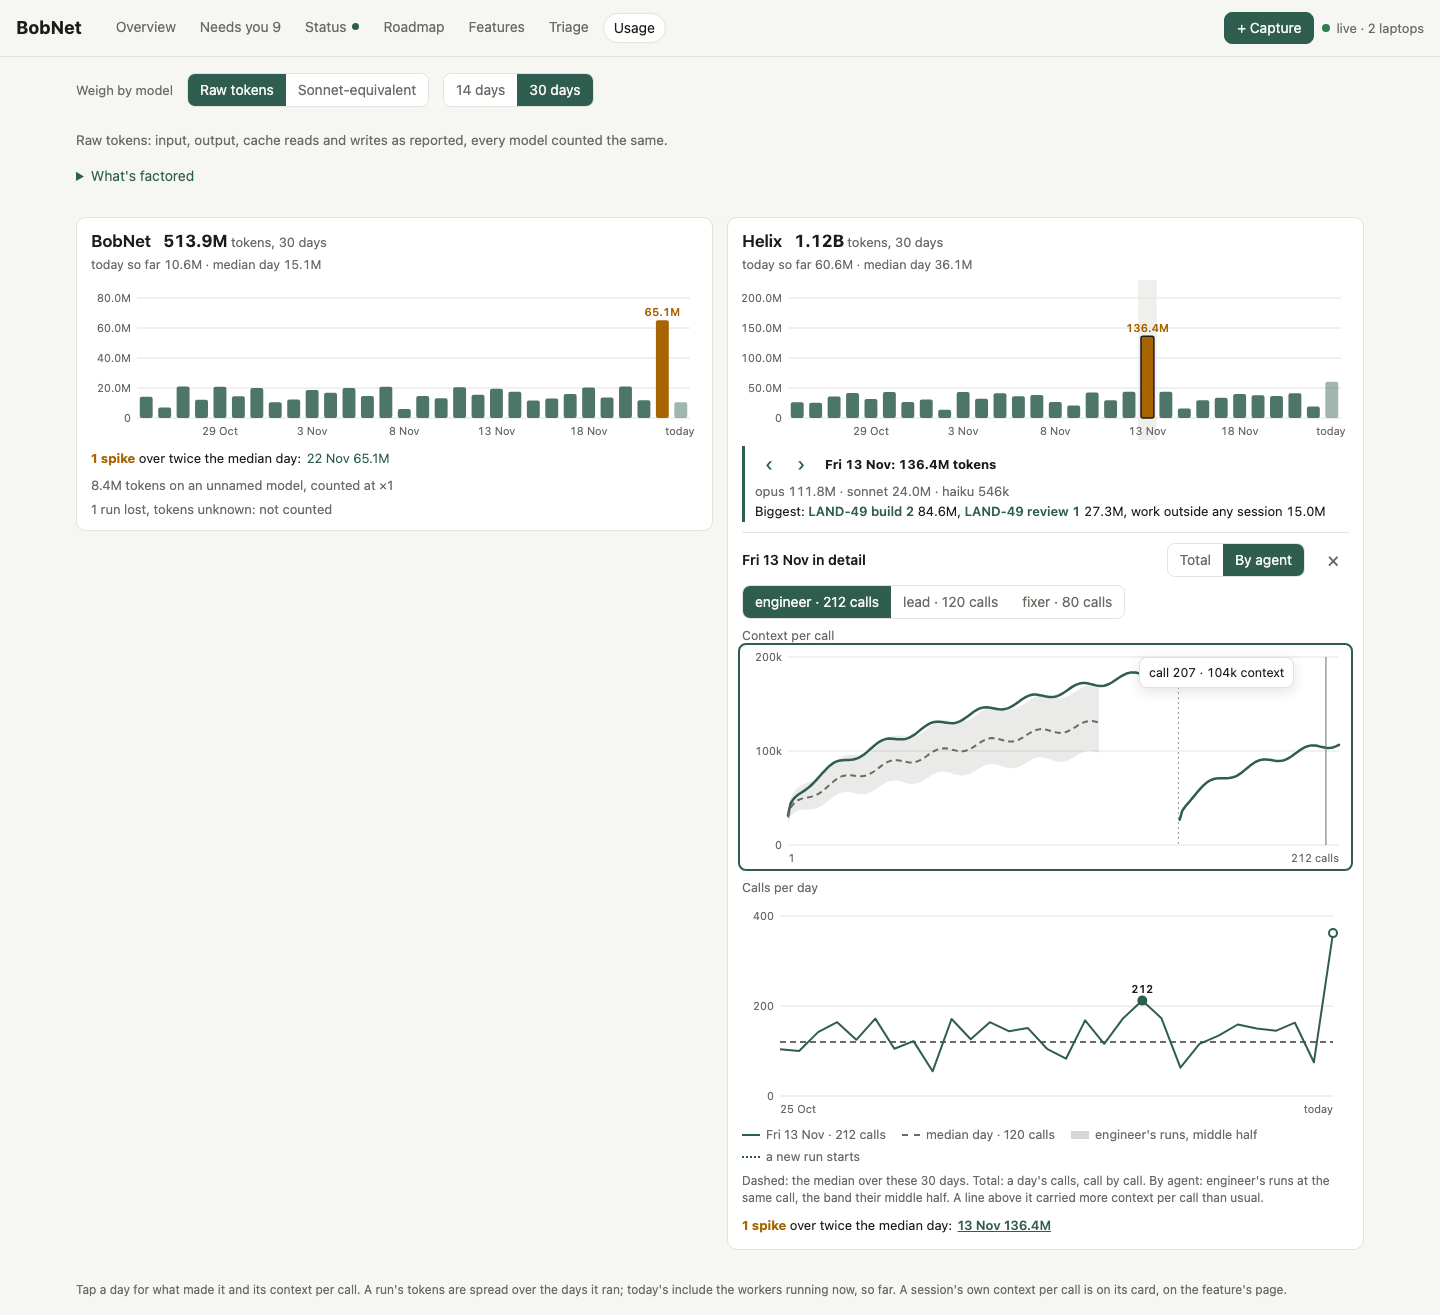 BobNet
Overview
Needs you 9
Status
Roadmap
Features
Triage
Usage
+ Capture
live · 2 laptops
Weigh by model
Raw tokens
Sonnet-equivalent
14 days
30 days
Raw tokens: input, output, cache reads and writes as reported, every model counted the same.
What's factored
BobNet 513.9M tokens, 30 days
today so far 10.6M · median day 15.1M
80.0M
60.0M
40.0M
20.0M
0
65.1M
29 Oct
3 Nov
8 Nov
13 Nov
18 Nov
today
1 spike over twice the median day: 22 Nov 65.1M
8.4M tokens on an unnamed model, counted at ×1
1 run lost, tokens unknown: not counted
Helix 1.12B tokens, 30 days
today so far 60.6M · median day 36.1M
200.0M
150.0M
100.0M
50.0M
0
136.4M
29 Oct
3 Nov
8 Nov
13 Nov
18 Nov
today
‹ › Fri 13 Nov: 136.4M tokens
opus 111.8M · sonnet 24.0M · haiku 546k
Biggest: LAND-49 build 2 84.6M, LAND-49 review 1 27.3M, work outside any session 15.0M
Fri 13 Nov in detail
Total
By agent
×
engineer · 212 calls
lead · 120 calls
fixer · 80 calls
Context per call
200k
100k
0
call 207 · 104k context
1
212 calls
Calls per day
400
200
0
212
25 Oct
today
Fri 13 Nov · 212 calls
median day · 120 calls
engineer's runs, middle half
a new run starts
Dashed: the median over these 30 days. Total: a day's calls, call by call. By agent: engineer's runs at the
same call, the band their middle half. A line above it carried more context per call than usual.
1 spike over twice the median day: 13 Nov 136.4M
Tap a day for what made it and its context per call. A run's tokens are spread over the days it ran; today's include the workers running now, so far. A session's own context per call is on its card, on the feature's page.